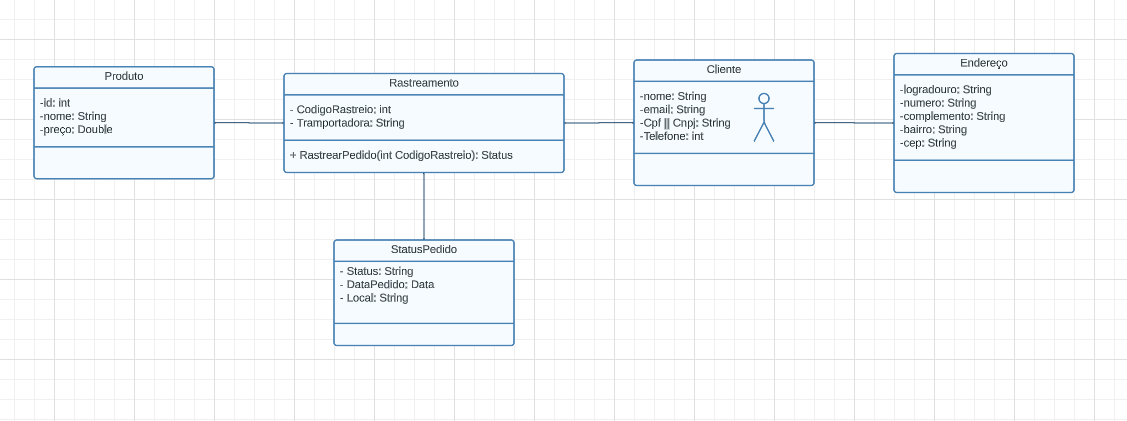 Produto
-Id: int
-nome: String
-preço: Double
Rastreamento
- CodigoRastreio: int
- Tramportadora: String
+ RastrearPedido(int CodigoRastreio): Status
Cliente
-nome: String
-email: String
-Cpf || Cnpj: String
-Telefone: int
Endereço
-logradouro: String
-numero: String
-complemento: String
-bairro: String
-cep: String
StatusPedido
- Status: String
- DataPedido: Data
- Local: String